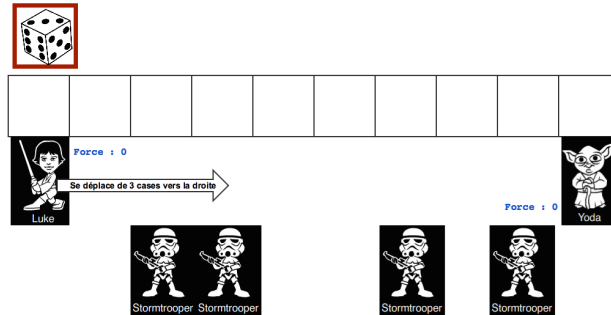 Force : 0
Se déplace de 3 cases vers la droite
Luke
Force : 0
Yoda
Stormtrooper Stormtrooper Stormtrooper Stormtrooper